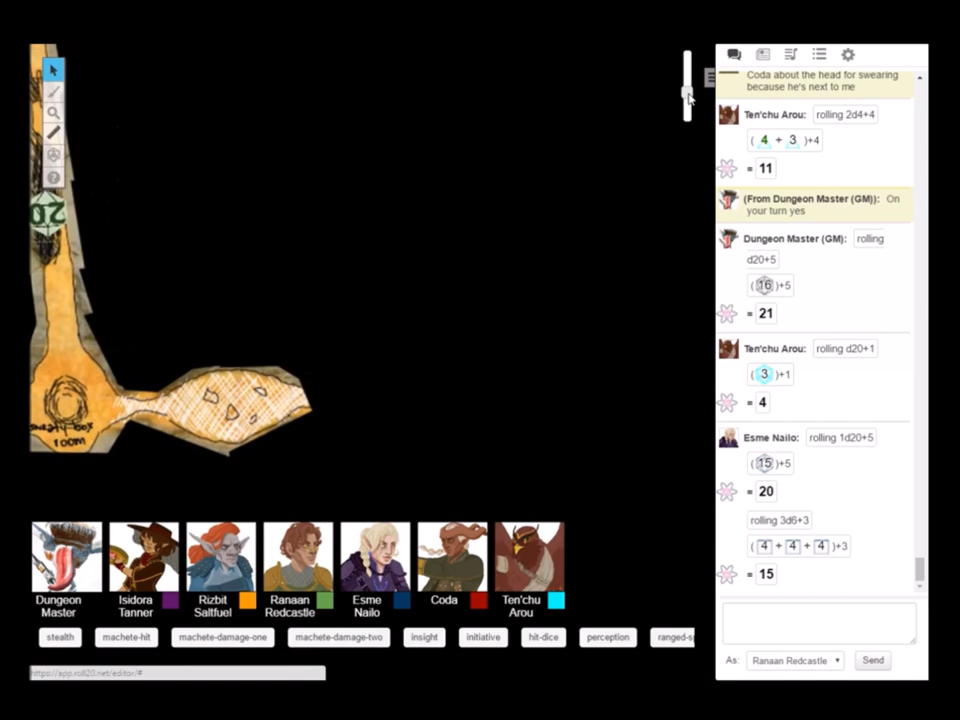 Coda about the head for swearing
because he's next to me
Ten'chu Arou: rolling 2d4+4
( 4 + 3 )+4
= 11
(From Dungeon Master (GM)): On
your turn yes
Dungeon Master (GM): rolling
d20+5
( 16 )+5
= 21
Ten'chu Arou: rolling d20+1
( 3 )+1
= 4
Esme Nailo: rolling 1d20+5
( 15 )+5
= 20
rolling 3d6+3
( 4 + 4 + 4 )+3
= 15
20
room
Dungeon Master
Isidora Tanner
Rizbit Saltfuel
Ranaan Redcastle
Esme Nailo
Coda
Ten'chu Arou
stealth machete-hit machete-damage-one machete-damage-two insight initiative hit-dice perception ranged-sp
As: Ranaan Redcastle Send
https://app.roll20.net/editor/#